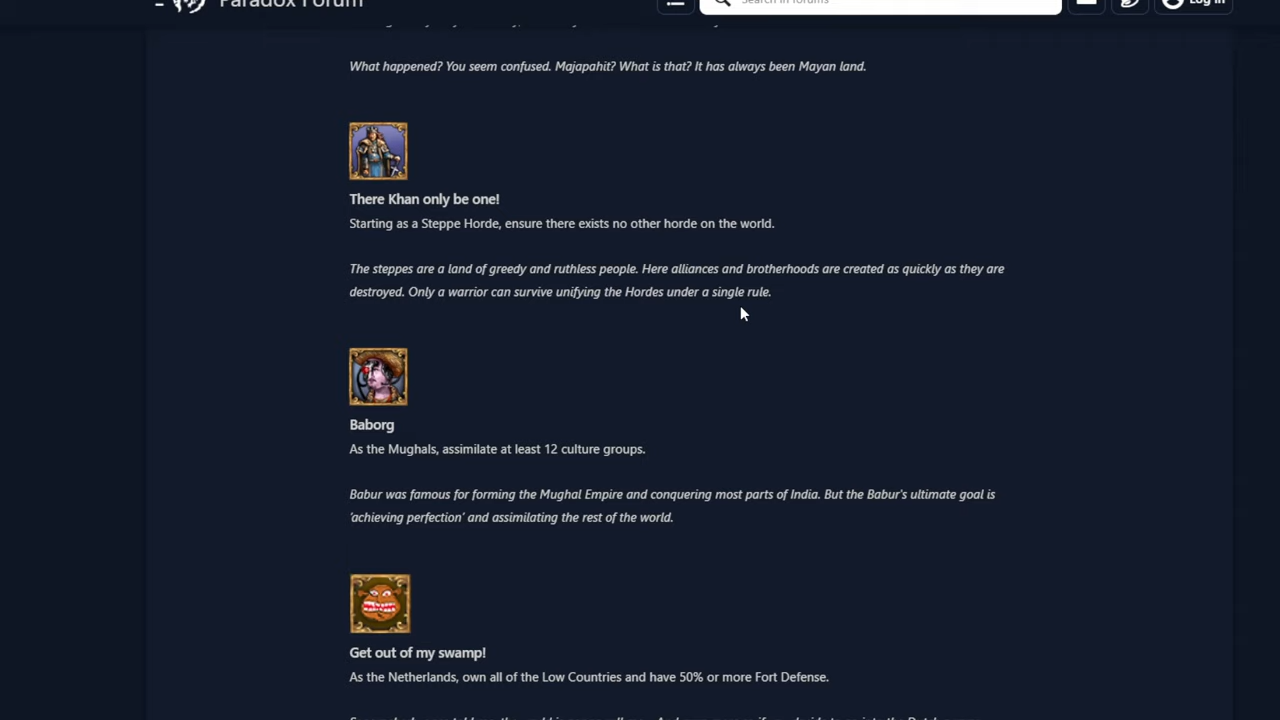 Paradox Forum
Search in forums
Log in
What happened? You seem confused. Majapahit? What is that? It has always been Mayan land.
There Khan only be one!
Starting as a Steppe Horde, ensure there exists no other horde on the world.
The steppes are a land of greedy and ruthless people. Here alliances and brotherhoods are created as quickly as they are
destroyed. Only a warrior can survive unifying the Hordes under a single rule.
Baborg
As the Mughals, assimilate at least 12 culture groups.
Babur was famous for forming the Mughal Empire and conquering most parts of India. But the Babur's ultimate goal is
'achieving perfection' and assimilating the rest of the world.
Get out of my swamp!
As the Netherlands, own all of the Low Countries and have 50% or more Fort Defense.